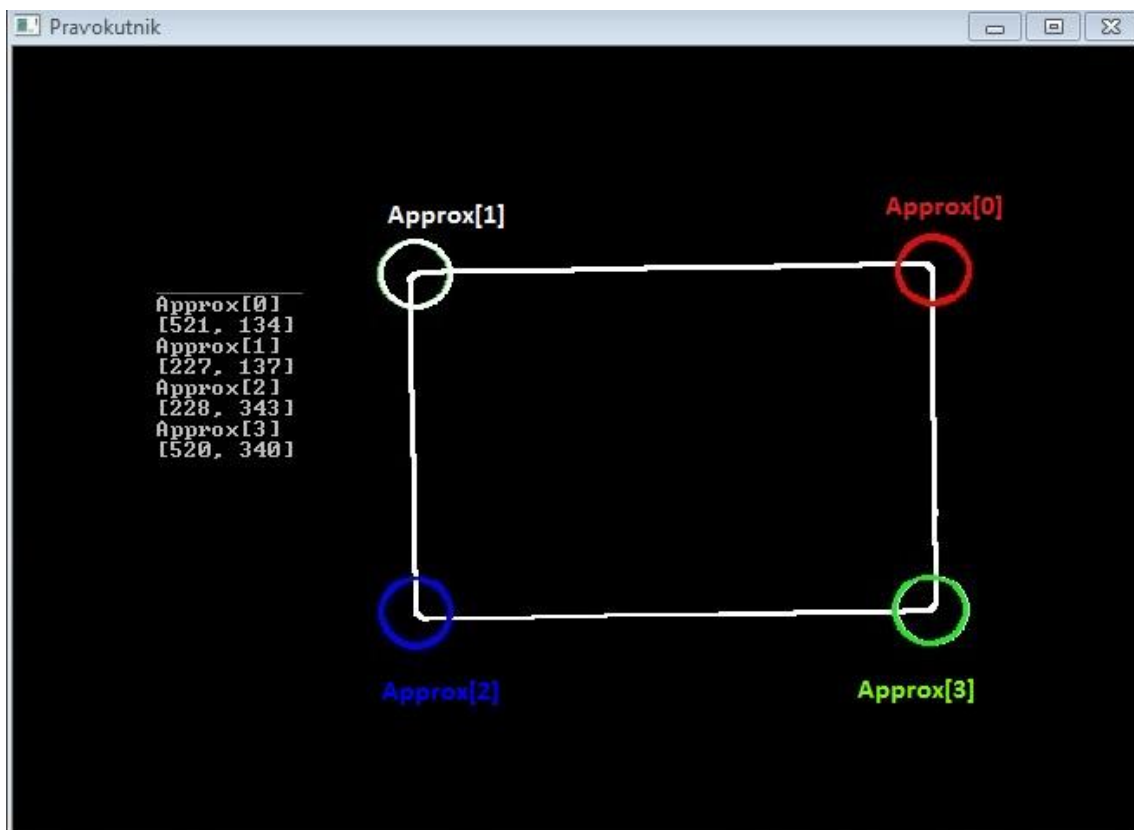 Pravokutnik
Approx[1]
Approx[0]
Approx[0]
[521, 134]
Approx[1]
[227, 137]
Approx[2]
[228, 343]
Approx[3]
[520, 340]
Approx[2]
Approx[3]